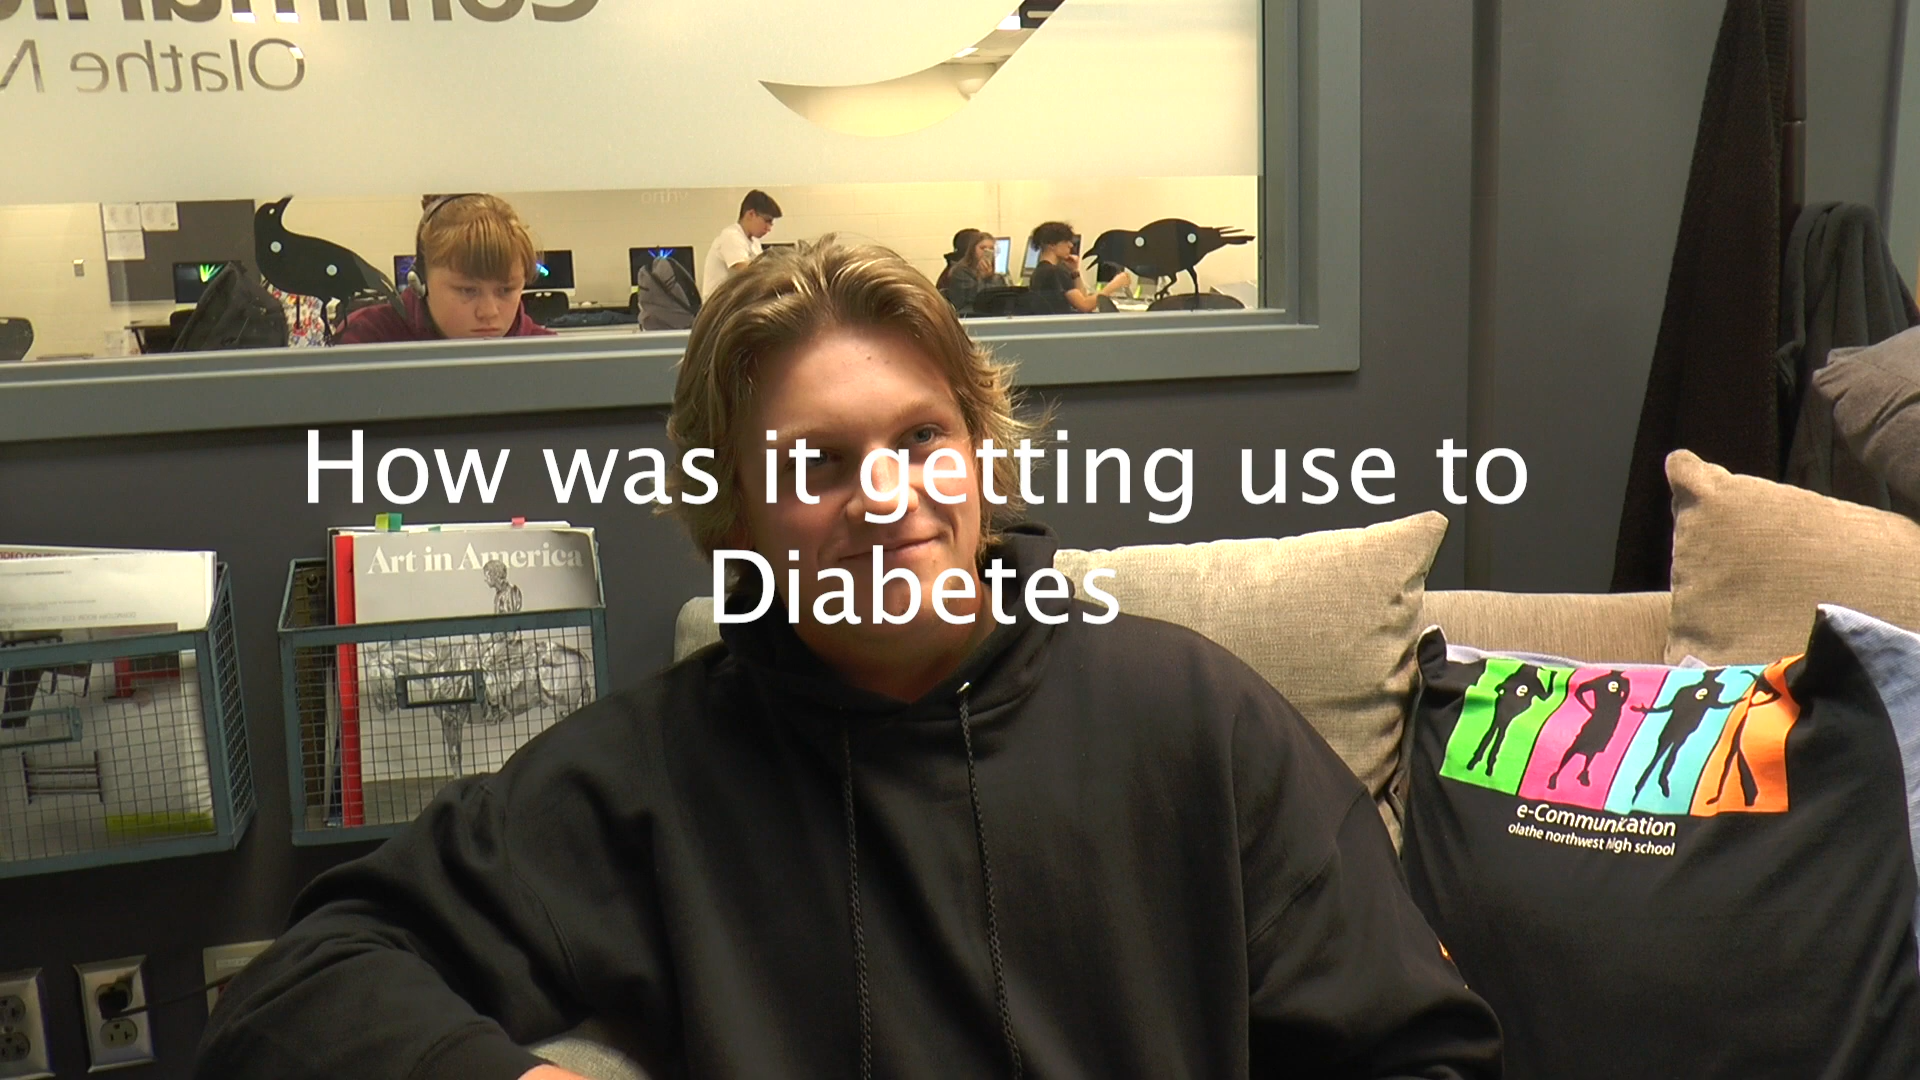 Olathe N
How was it getting use to
Diabetes
Art in America
e-Communication
olathe northwest high school